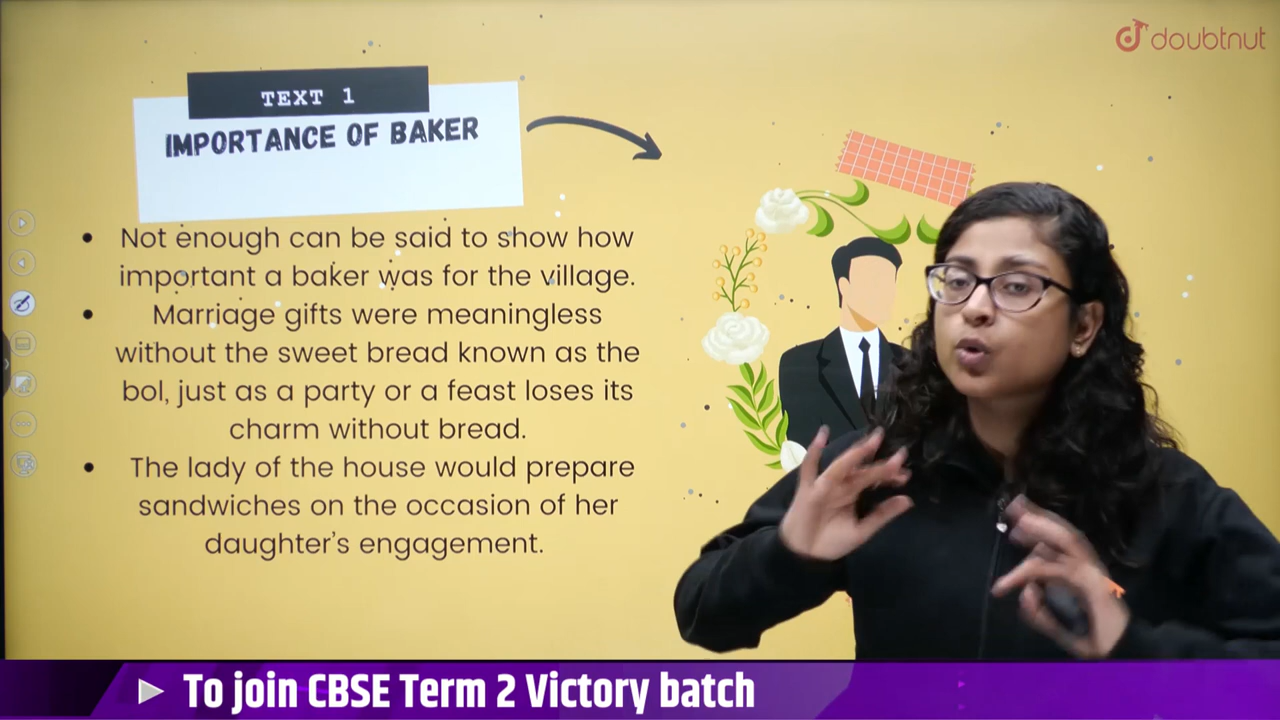 doubtnut
TEXT 1
IMPORTANCE OF BAKER
• Not enough can be said to show how
important a baker was for the village.
• Marriage gifts were meaningless
without the sweet bread known as the
bol, just as a party or a feast loses its
charm without bread.
• The lady of the house would prepare
sandwiches on the occasion of her
daughter's engagement.
To join CBSE Term 2 Victory batch